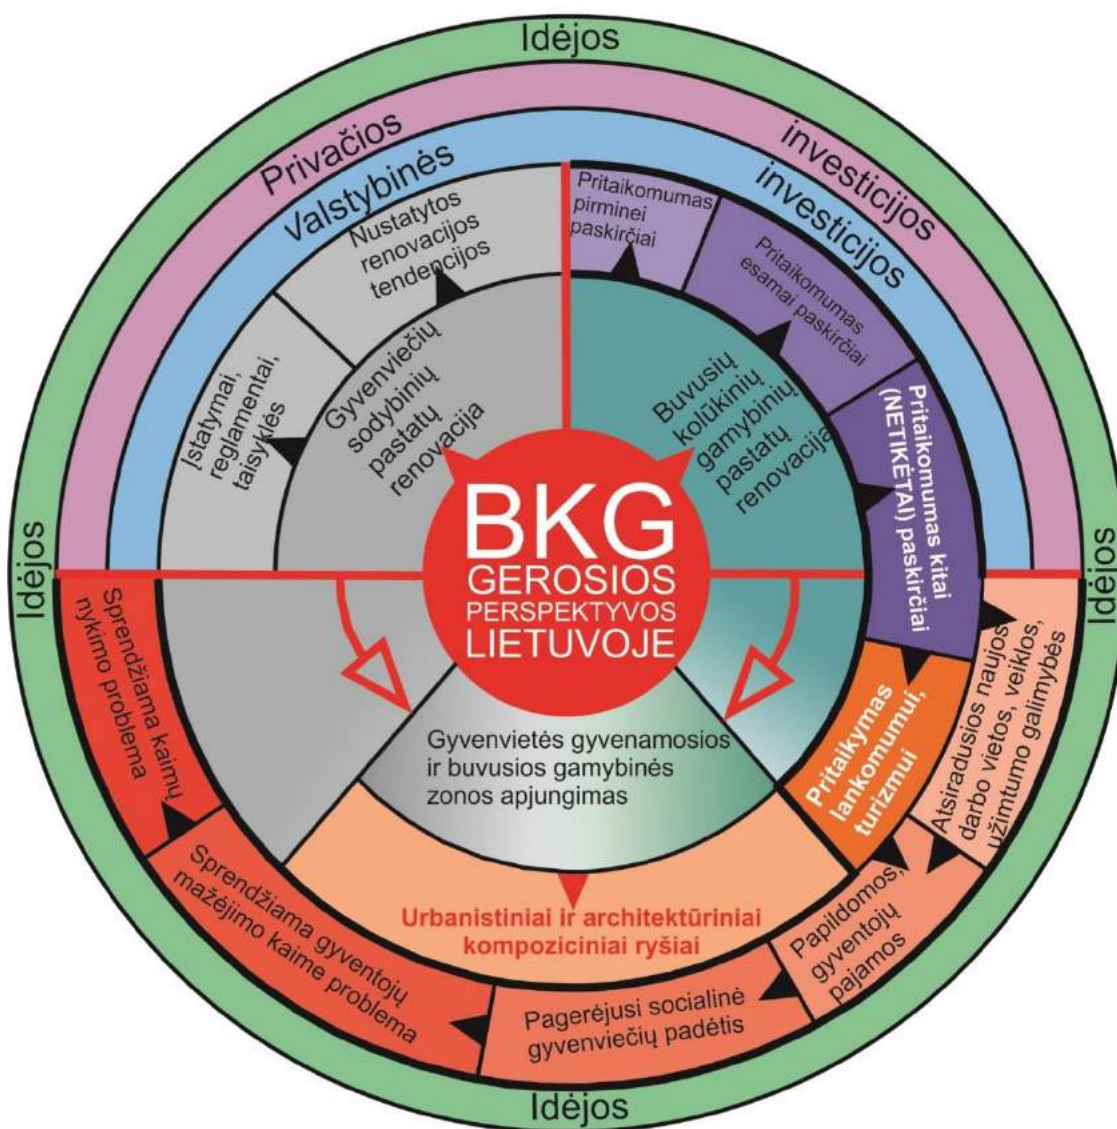 Idėjos
Privačios
investicijos
Valstybinės
investicijos
Nustatytos
renovacijos
tendencijos
Įstatymai,
reglamentai,
taisyklės
Gyvenviečių
sodybinių
pastatų
renovacija
Pritaikomumas
pirminei
paskirčiai
Pritaikomumas
esamai paskirčiai
Buvusių
kolūkinių
gamybinių
pastatų
renovacija
Pritaikomumas kitai
(NETIKĖTAI) paskirčiai
BKG
GEROSIOS
PERSPEKTYVOS
LIETUVOJE
Idėjos
Idėjos
Gyvenvietės gyvenamosios
ir buvusios gamybinės
zonos apjungimas
Pritaikymas
lankomumui,
turizmui
Atsiradusios naujos
darbo vietos, veiklos,
užimtumo galimybės
Papildomos,
gyventojų
pajamos
Pagerėjusi socialinė
gyvenviečių padėtis
Sprendžiama gyventojų
mažėjimo kaime problema
Sprendžiama kaimų
nykimo problema
Urbanistiniai ir architektūriniai
kompoziciniai ryšiai
Idėjos